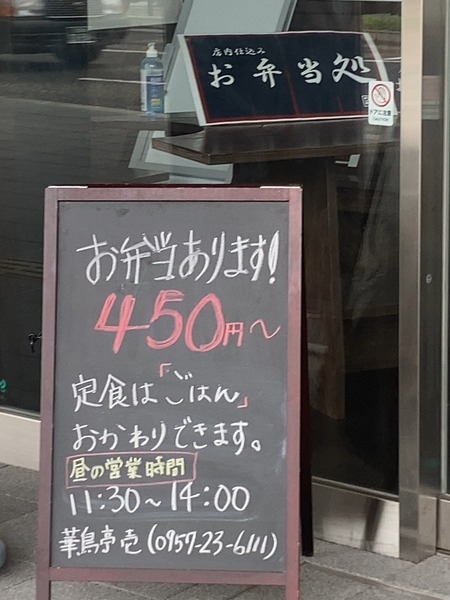 店内仕込み
お弁当処
ドア注意
CAUTION
お弁当あります!
450円〜
定食は「ごはん」
おかわりできます。
昼の営業時間
11:30〜14:00
華鳥亭壱(0957-23-6111)